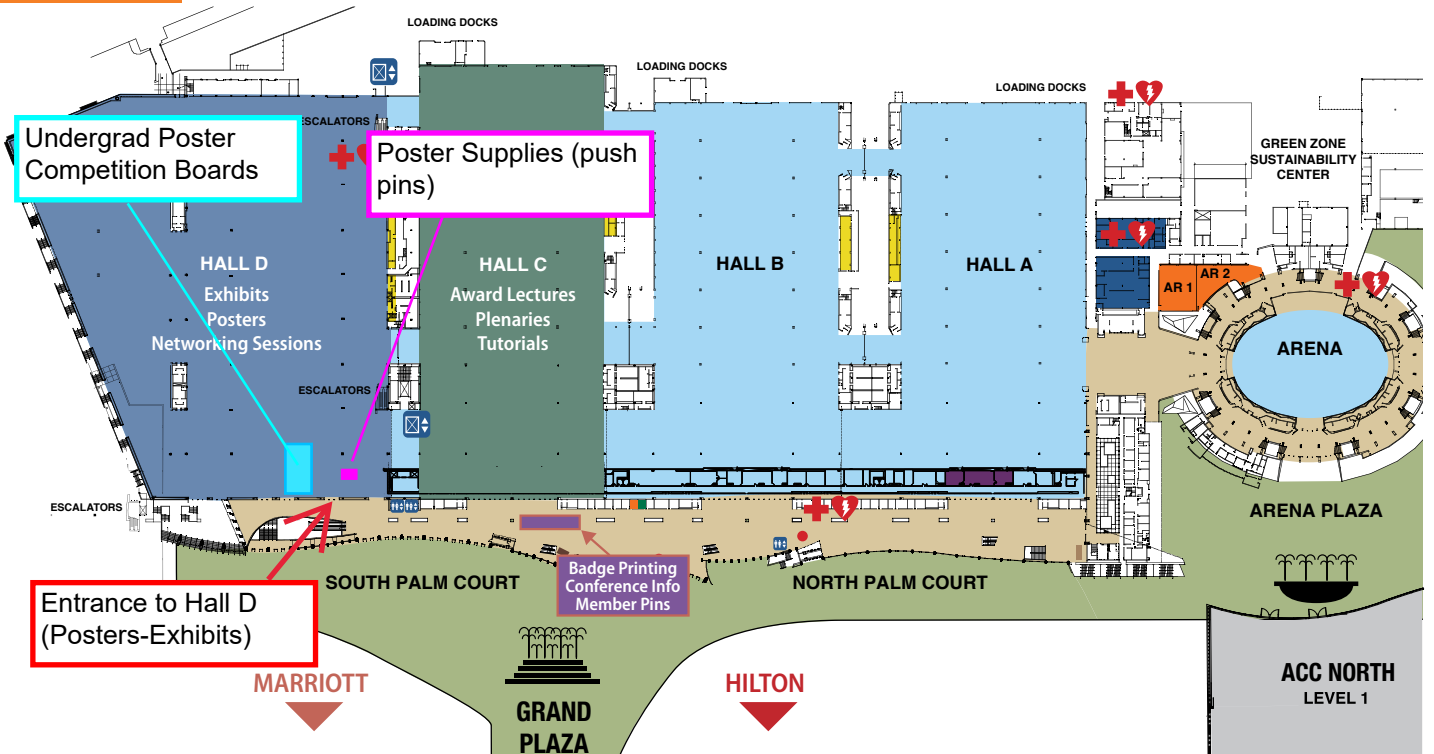 LOADING DOCKS
LOADING DOCKS
LOADING DOCKS
ESCALATORS
Undergrad Poster
Competition Boards
Poster Supplies (push
pins)
GREEN ZONE
SUSTAINABILITY
CENTER
HALL D
Exhibits
Posters
Networking Sessions
HALL C
Award Lectures
Plenaries
Tutorials
HALL B
HALL A
AR 1
AR 2
ARENA
ESCALATORS
ESCALATORS
ARENA PLAZA
Badge Printing
Conference Info
Member Pins
SOUTH PALM COURT
NORTH PALM COURT
Entrance to Hall D
(Posters-Exhibits)
MARRIOTT
HILTON
GRAND
PLAZA
ACC NORTH
LEVEL 1